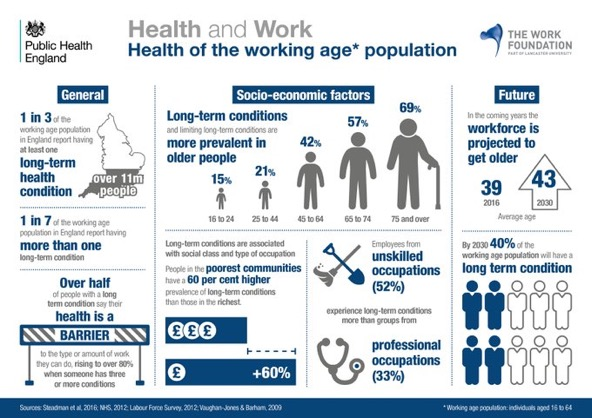 Public Health
England
Health and Work
Health of the working age* population
THE WORK
FOUNDATION
PART OF LANCASTER UNIVERSITY
General
1 in 3 of the
working age population
in England report having
at least one
long-term
health
condition
over 11m
people
1 in 7 of the working age
population in England report having
more than one
long-term condition
Over half
of people with a long
term condition say their
health is a
BARRIER
to the type or amount of work
they can do, rising to over 80%
when someone has three
or more conditions
Socio-economic factors
Long-term conditions
and limiting long-term conditions are
more prevalent in
older people
15%
21%
42%
57%
69%
16 to 24
25 to 44
45 to 64
65 to 74
75 and over
Long-term conditions are associated
with social class and type of occupation
People in the poorest communities
have a 60 per cent higher
prevalence of long-term conditions
than those in the richest.
£ £ £
£
+60%
Employees from
unskilled
occupations
(52%)
experience long-term conditions
more than groups from
professional
occupations
(33%)
Future
In the coming years the
workforce is
projected to
get older
39
2016
43
2030
Average age
By 2030 40% of the
working age population will have a
long term condition
Sources: Steadman et al, 2016; NHS, 2012; Labour Force Survey, 2012; Vaughan-Jones & Barham, 2009
* Working age population: individuals aged 16 to 64